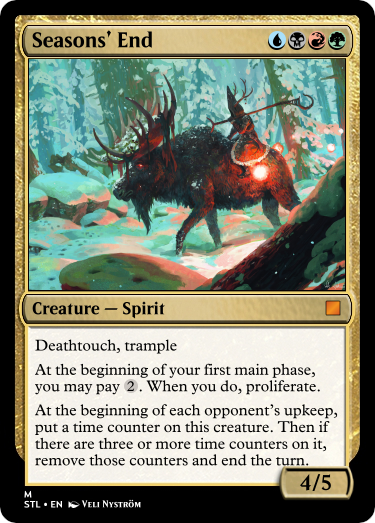 Seasons' End
Creature — Spirit
Deathtouch, trample
At the beginning of your first main phase,
you may pay 2. When you do, proliferate.
At the beginning of each opponent's upkeep,
put a time counter on this creature. Then if
there are three or more time counters on it,
remove those counters and end the turn.
4/5
M
STL • EN Veli Nyström